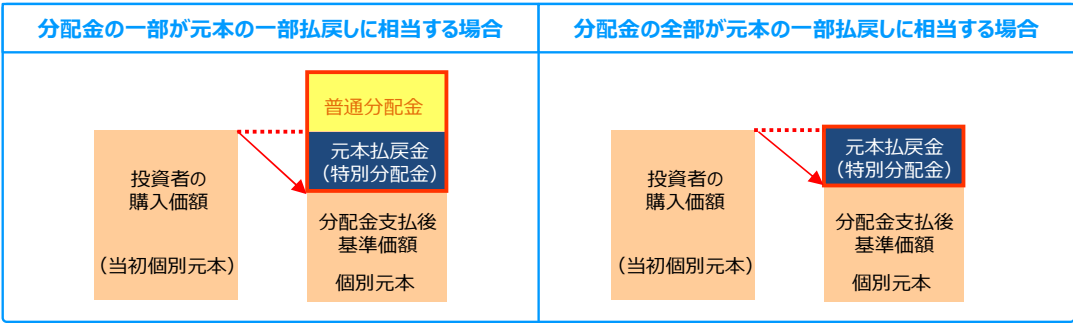 分配金の一部が元本の一部払戻しに相当する場合
普通分配金
元本払戻金
（特別分配金）
投資者の
購入価額
（当初個別元本）
分配金支払後
基準価額
個別元本
分配金の全部が元本の一部払戻しに相当する場合
元本払戻金
（特別分配金）
投資者の
購入価額
（当初個別元本）
分配金支払後
基準価額
個別元本